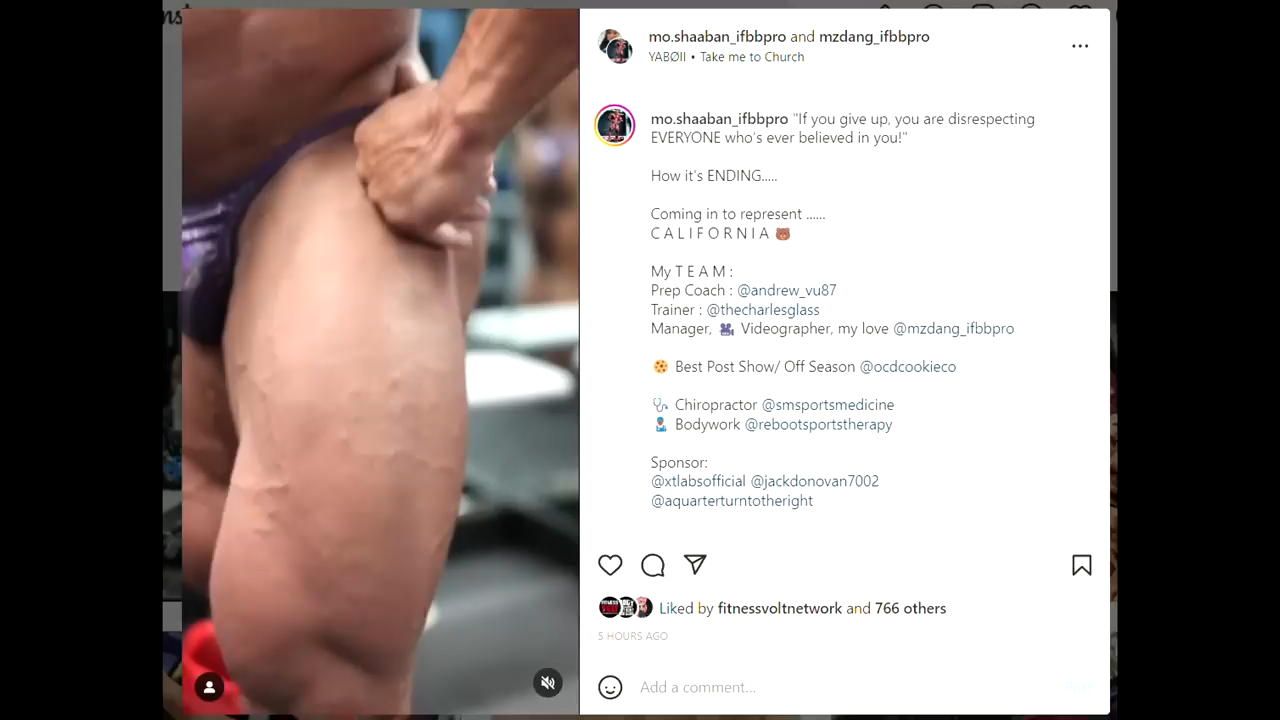 mo.shaaban_ifbbpro and mzdang_ifbbpro
YABØII • Take me to Church
mo.shaaban_ifbbpro "If you give up, you are disrespecting
EVERYONE who's ever believed in you!"
How it's ENDING.....
Coming in to represent ......
C A L I F O R N I A 🐻
My T E A M :
Prep Coach : @andrew_vu87
Trainer : @thecharlesglass
Manager, 🎥 Videographer, my love @mzdang_ifbbpro
🍪 Best Post Show/ Off Season @ocdcookieco
🩺 Chiropractor @smsportsmedicine
Bodywork @rebootsportstherapy
Sponsor:
@xtlabsofficial @jackdonovan7002
@aquarterturntotheright
Liked by fitnessvoltnetwork and 766 others
5 HOURS AGO
Add a comment...